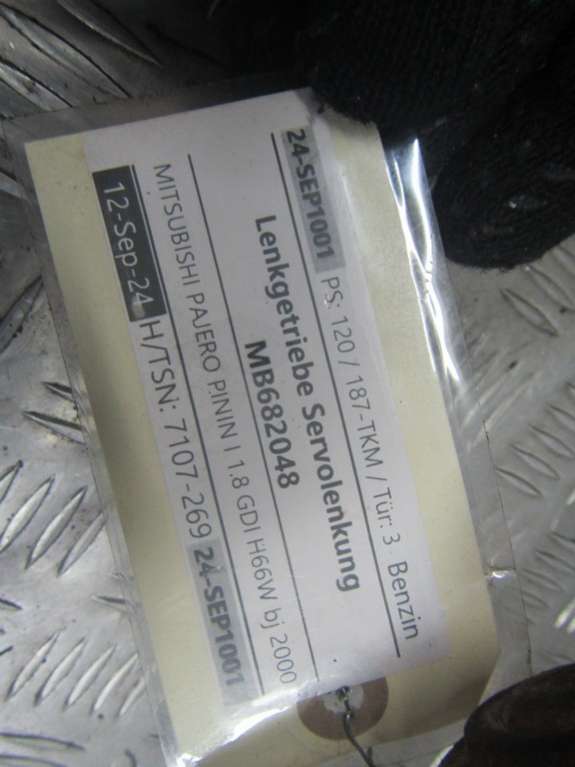 24-SEP1001 PS: 120 / 187-TKM / Tür: 3 Benzin
Lenkgetriebe Servolenkung
MB682048
MITSUBISHI PAJERO PININ I 1.8 GDI H66W bj 2000
12-Sep-24 H/TSN: 7107-269 24-SEP1001